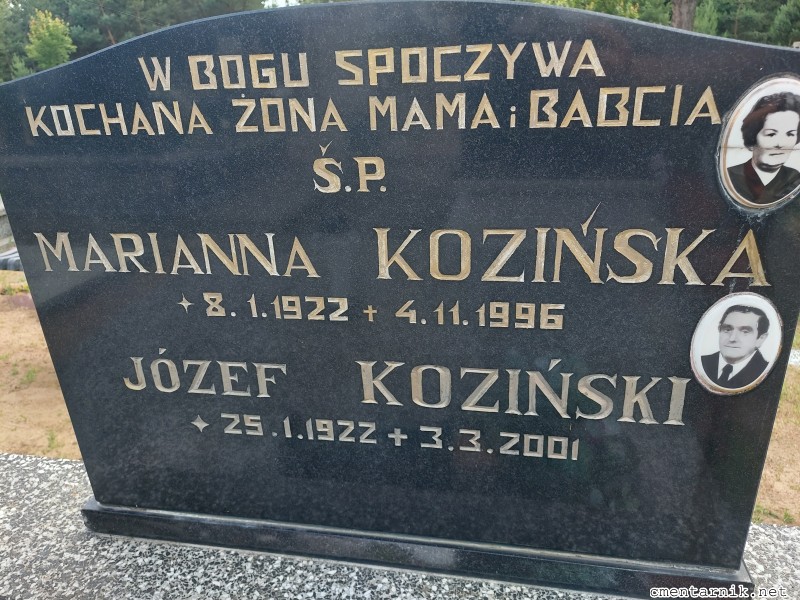 W BOGU SPOCZYWA
KOCHANA ŻONA MAMA i BABCIA
Ś.P.
MARIANNA KOZIŃSKA
8.1.1922 + 4.11.1996
JÓZEF KOZIŃSKI
25.1.1922 + 3.3.2001
cmentarnik.net